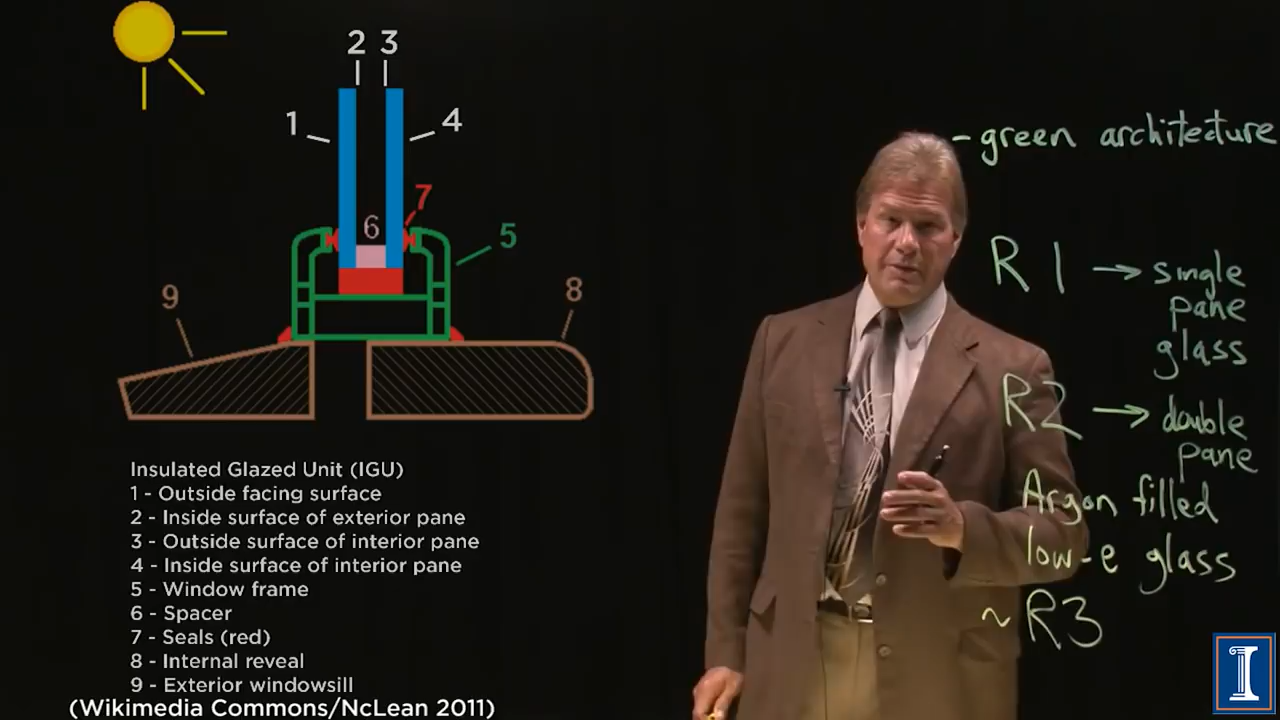 2 3
1
4
7
6
5
9
8
Insulated Glazed Unit (IGU)
1 - Outside facing surface
2 - Inside surface of exterior pane
3 - Outside surface of interior pane
4 - Inside surface of interior pane
5 - Window frame
6 - Spacer
7 - Seals (red)
8 - Internal reveal
9 - Exterior windowsill
(Wikimedia Commons/NcLean 2011)
- green architecture
R1 → single
pane
glass
R2 → double
pane
Argon filled
low-e glass
~ R3
I